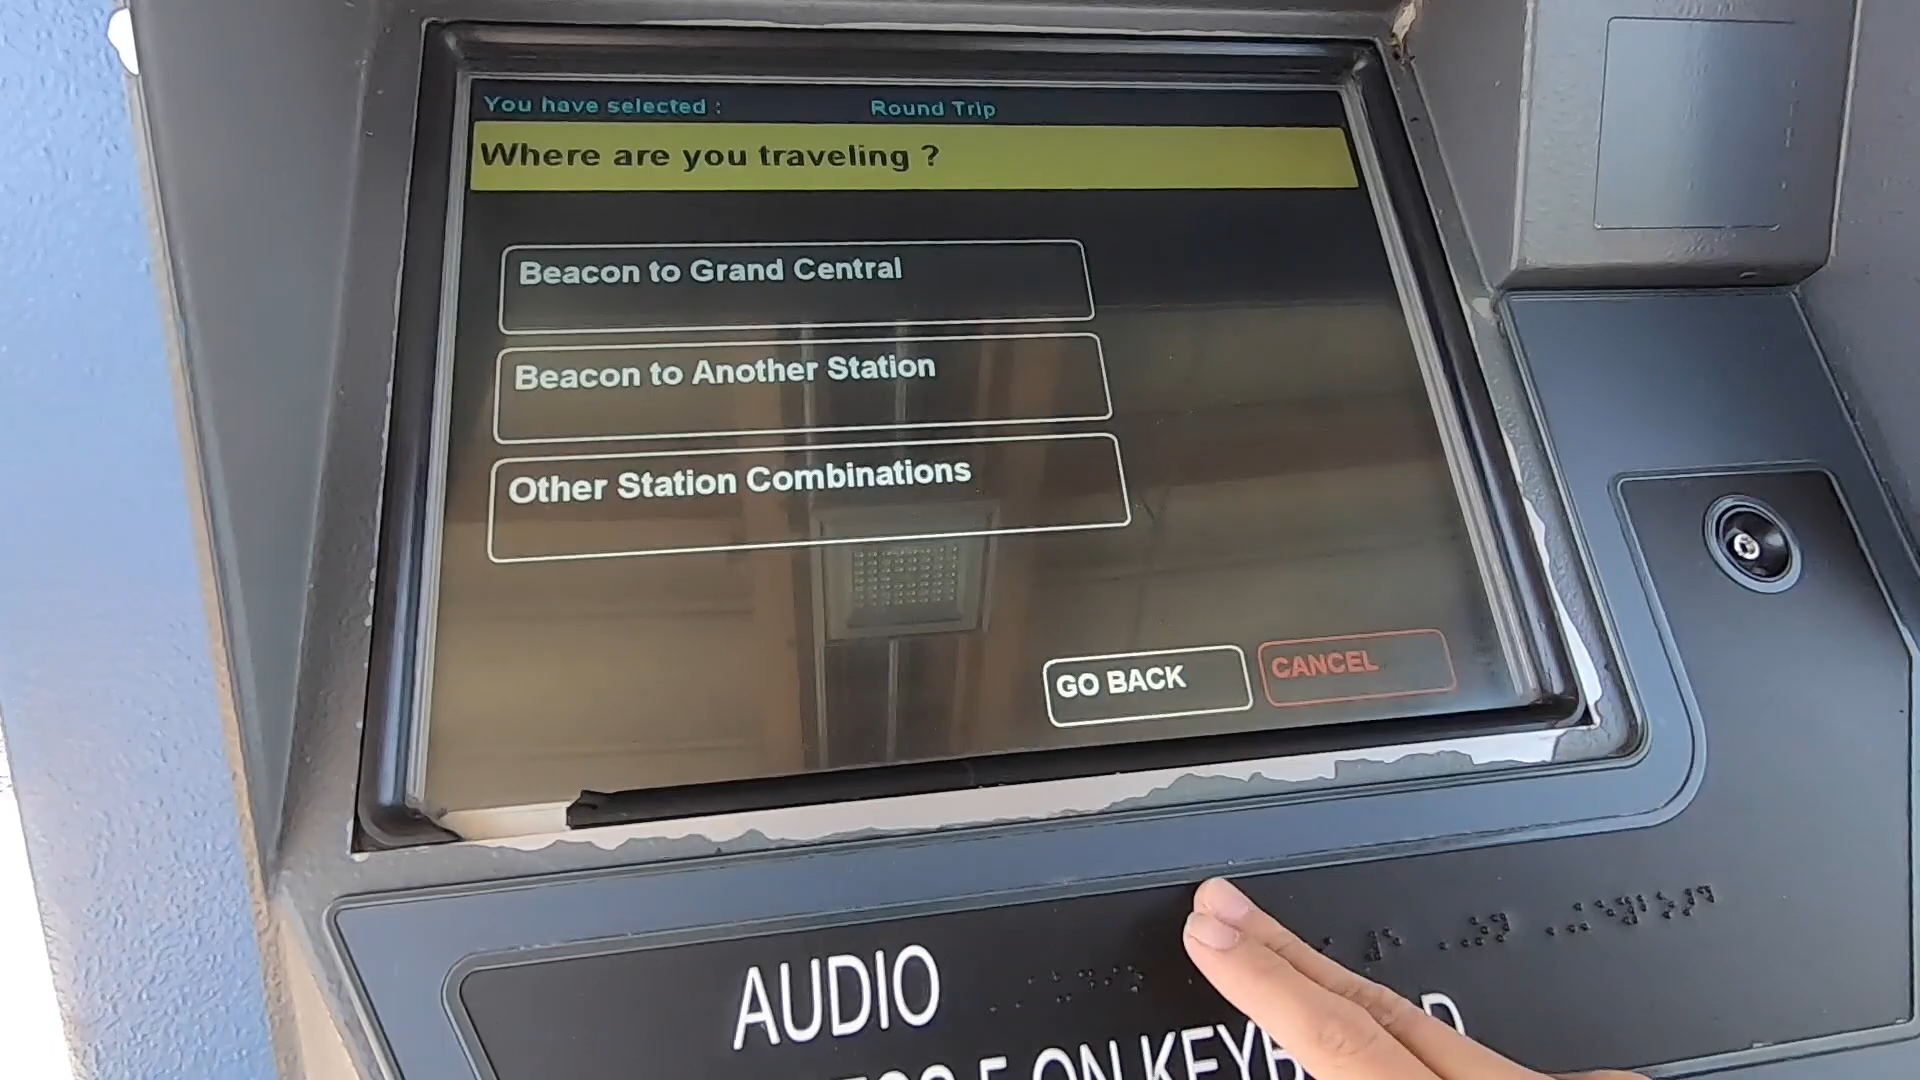 You have selected : Round Trip
Where are you traveling ?
Beacon to Grand Central
Beacon to Another Station
Other Station Combinations
GO BACK
CANCEL
AUDIO
5 ON